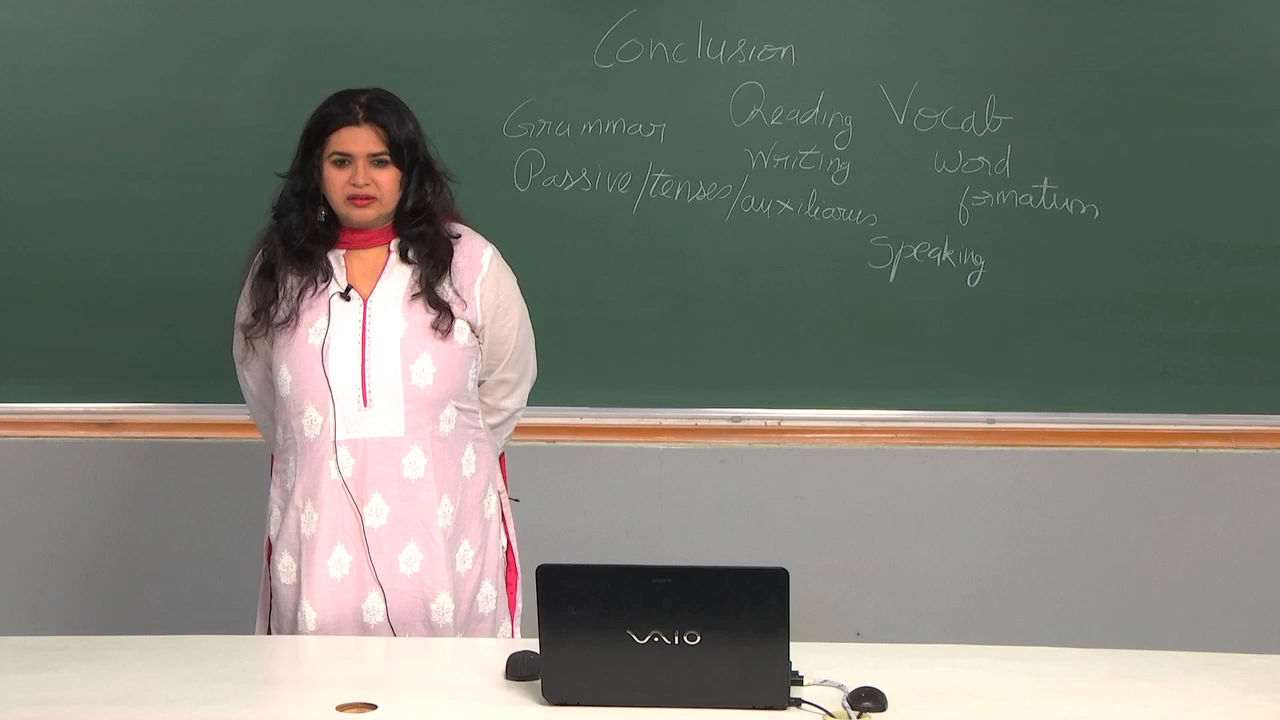 Conclusion
Grammar Reading Vocab
Passive/tenses/auxiliaries Writing word
formation
Speaking
VAIO